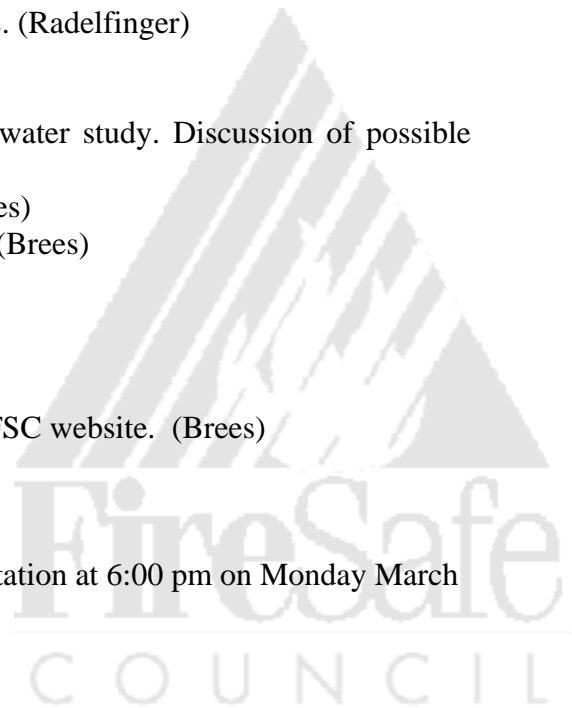 . (Radelfinger)
water study. Discussion of possible
es)
(Brees)
FSC website. (Brees)
tation at 6:00 pm on Monday March
FireSafe
COUNCIL